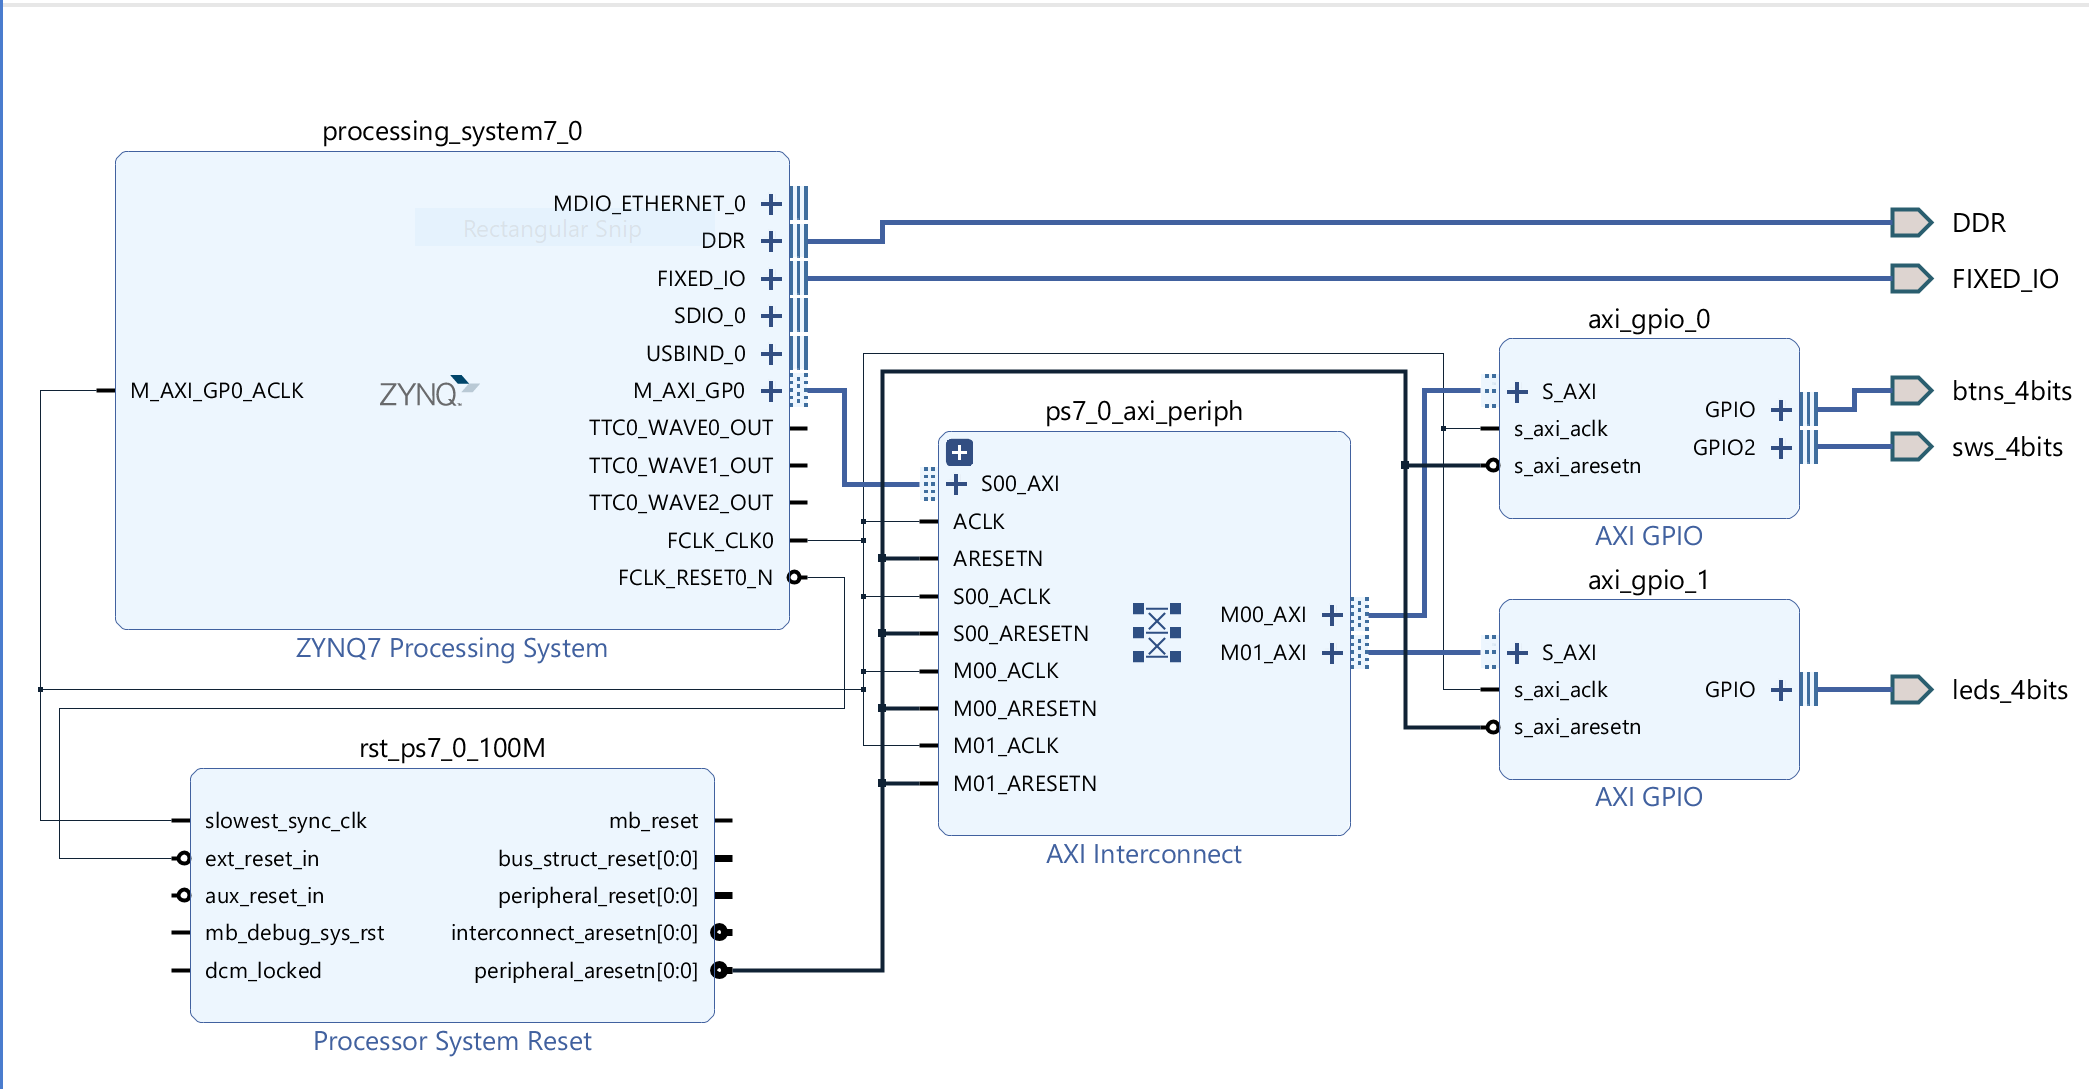 processing_system7_0
MDIO_ETHERNET_0
Rectangular Snip
DDR
FIXED_IO
SDIO_0
USBIND_0
M_AXI_GP0_ACLK
ZYNQ
M_AXI_GP0
TTC0_WAVE0_OUT
TTC0_WAVE1_OUT
TTC0_WAVE2_OUT
FCLK_CLK0
FCLK_RESET0_N
ZYNQ7 Processing System
rst_ps7_0_100M
slowest_sync_clk
ext_reset_in
aux_reset_in
mb_debug_sys_rst
dcm_locked
mb_reset
bus_struct_reset[0:0]
peripheral_reset[0:0]
interconnect_aresetn[0:0]
peripheral_aresetn[0:0]
Processor System Reset
ps7_0_axi_periph
S00_AXI
ACLK
ARESETN
S00_ACLK
S00_ARESETN
M00_ACLK
M00_ARESETN
M01_ACLK
M01_ARESETN
M00_AXI
M01_AXI
AXI Interconnect
axi_gpio_0
S_AXI
s_axi_aclk
s_axi_aresetn
GPIO
GPIO2
AXI GPIO
axi_gpio_1
S_AXI
s_axi_aclk
s_axi_aresetn
GPIO
AXI GPIO
DDR
FIXED_IO
btns_4bits
sws_4bits
leds_4bits